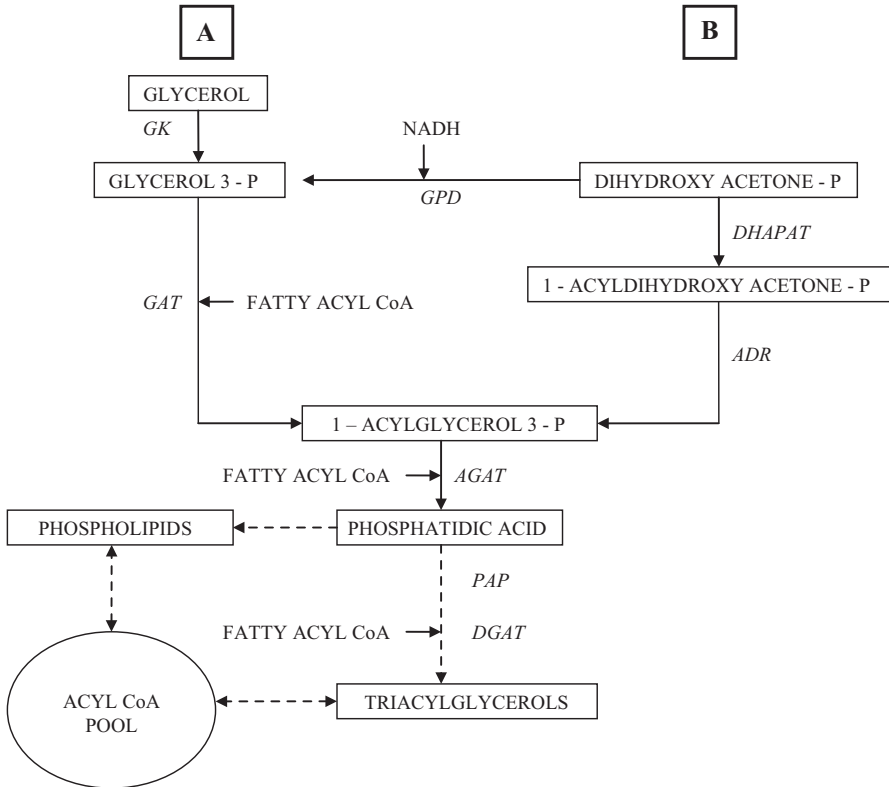 A
B
GLYCEROL
GK
NADH
GLYCEROL 3 - P
DIHYDROXY ACETONE - P
GPD
DHAPAT
1 - ACYLDIHYDROXY ACETONE - P
GAT
FATTY ACYL CoA
ADR
1 – ACYLGLYCEROL 3 - P
FATTY ACYL CoA
AGAT
PHOSPHOLIPIDS
PHOSPHATIDIC ACID
PAP
FATTY ACYL CoA
DGAT
ACYL CoA
POOL
TRIACYLGLYCEROLS